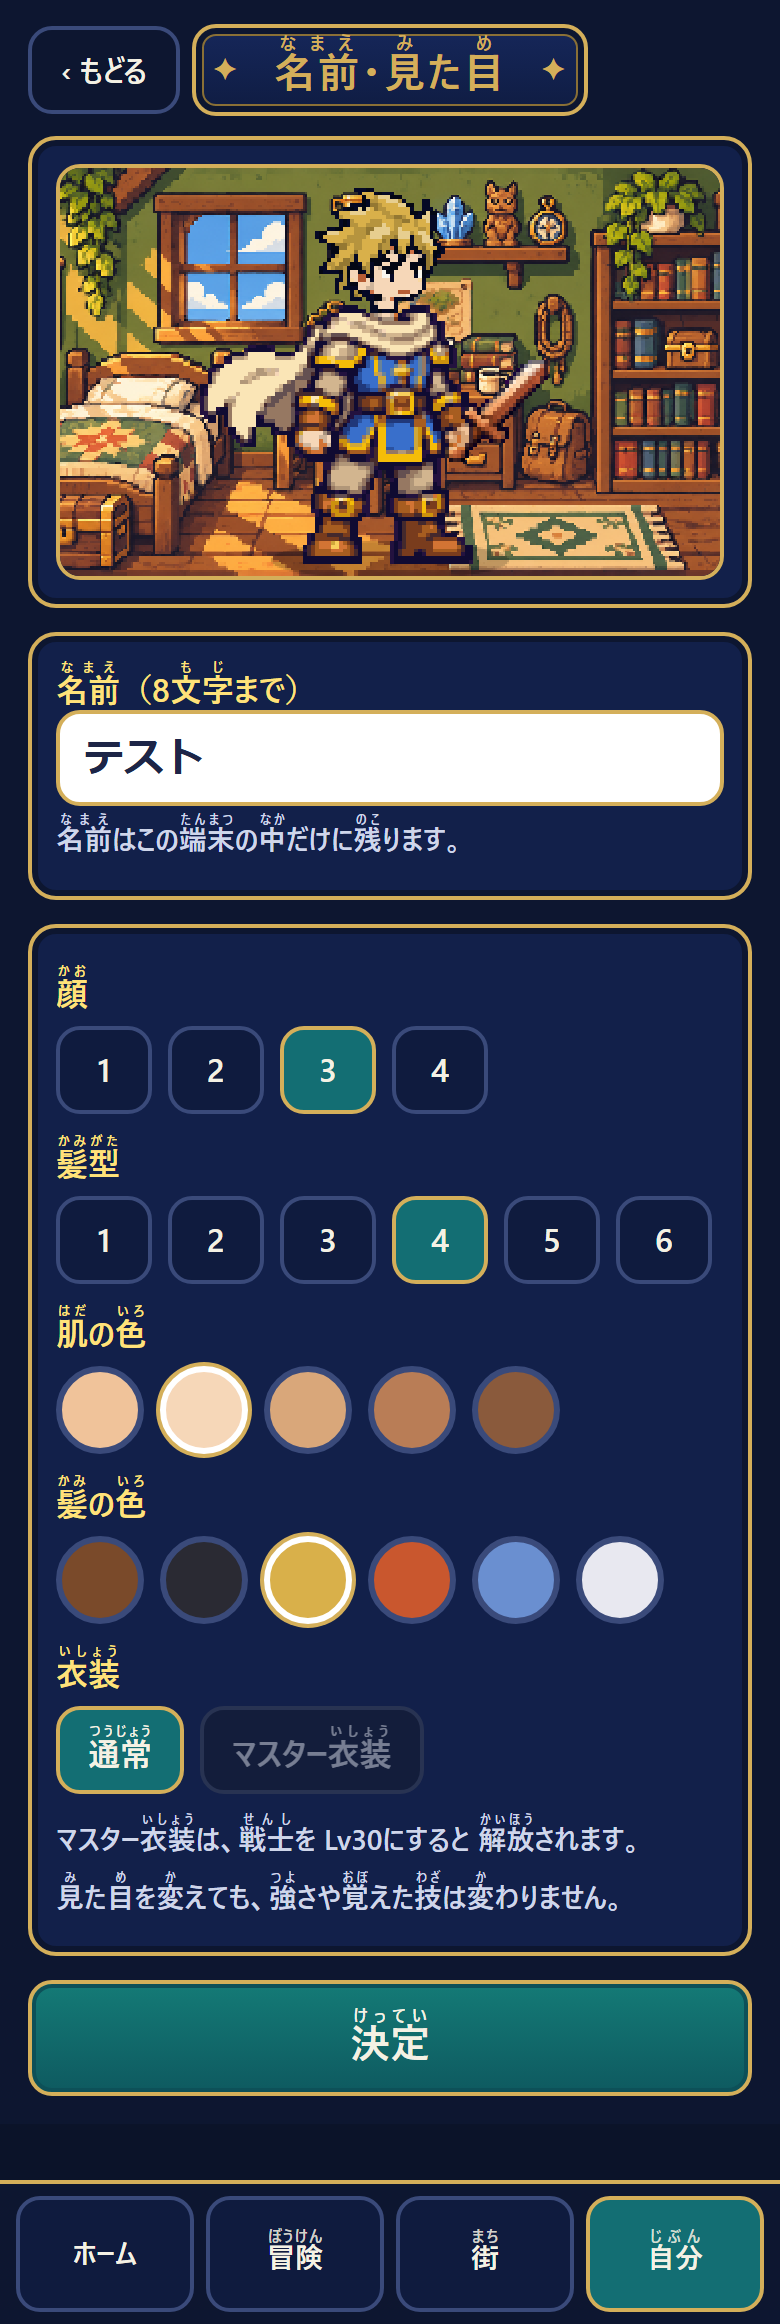 ‹ もどる
名前・見た目
なまえ み め
名前（8文字まで）
なまえ もじ
テスト
名前はこの端末の中だけに残ります。
なまえ たんまつ なか のこ
顔
かお
1 2 3 4
髪型
かみがた
1 2 3 4 5 6
肌の色
はだ いろ
髪の色
かみ いろ
衣装
いしょう
通常 マスター衣装
つうじょう いしょう
マスター衣装は、戦士を Lv30にすると 解放されます。
いしょう せんし かいほう
見た目を変えても、強さや覚えた技は変わりません。
み め か つよ おぼ わざ か
決定
けってい
ホーム 冒険 街 自分
ぼうけん まち じぶん